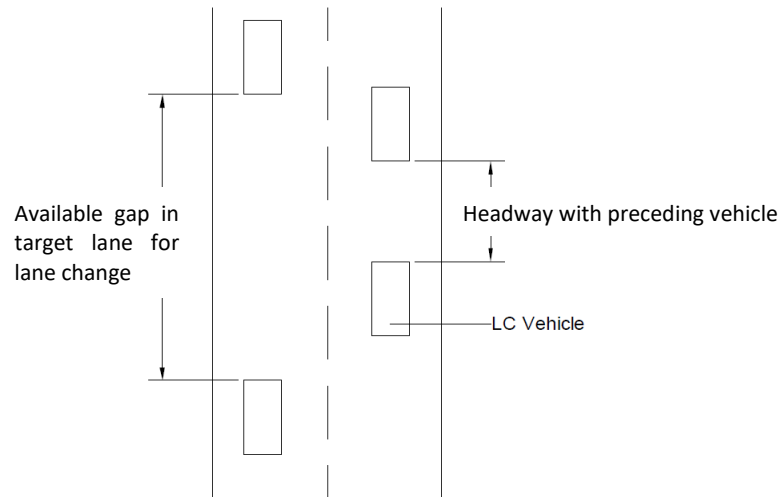 Available gap in
target lane for
lane change
Headway with preceding vehicle
LC Vehicle